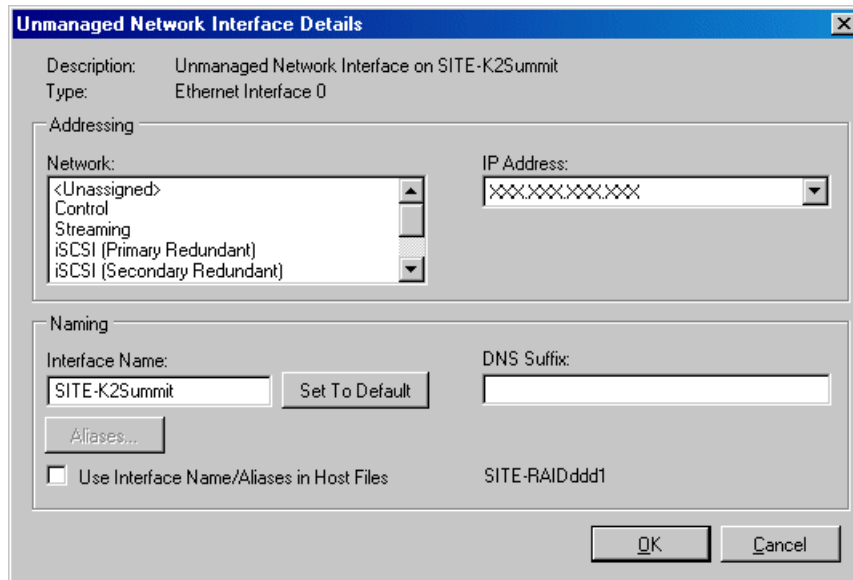 Unmanaged Network Interface Details
Description: Unmanaged Network Interface on SITE-K2Summit
Type: Ethernet Interface 0
Addressing
Network:
<Unassigned>
Control
Streaming
iSCSI (Primary Redundant)
iSCSI (Secondary Redundant)
IP Address:
XXX.XXX.XXX.XXX
Naming
Interface Name:
SITE-K2Summit
Set To Default
DNS Suffix:
Aliases...
Use Interface Name/Aliases in Host Files
SITE-RAIDddd1
OK
Cancel